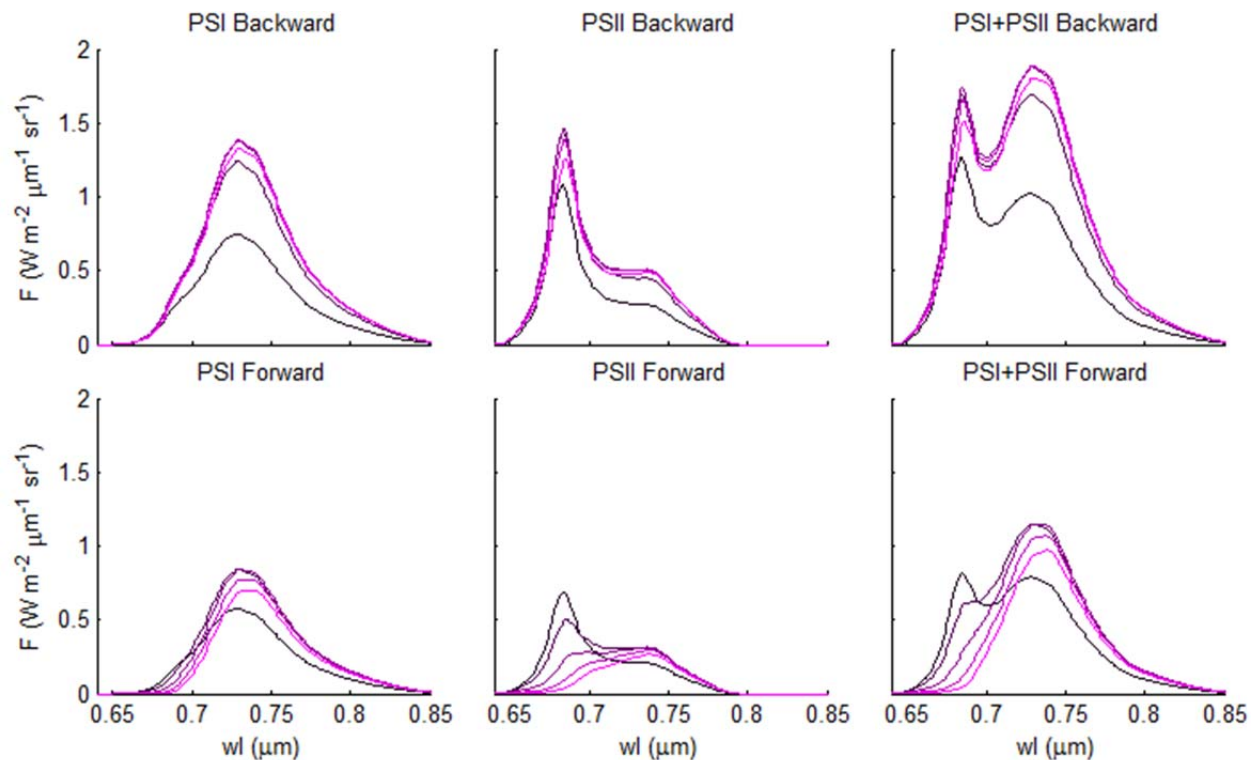 PSI Backward
PSII Backward
PSI+PSII Backward
2
1.5
1
0.5
0
F (W m⁻² μm⁻¹ sr⁻¹)
PSI Forward
PSII Forward
PSI+PSII Forward
2
1.5
1
0.5
0
F (W m⁻² μm⁻¹ sr⁻¹)
0.65 0.7 0.75 0.8 0.85
0.65 0.7 0.75 0.8 0.85
0.65 0.7 0.75 0.8 0.85
wl (μm)
wl (μm)
wl (μm)